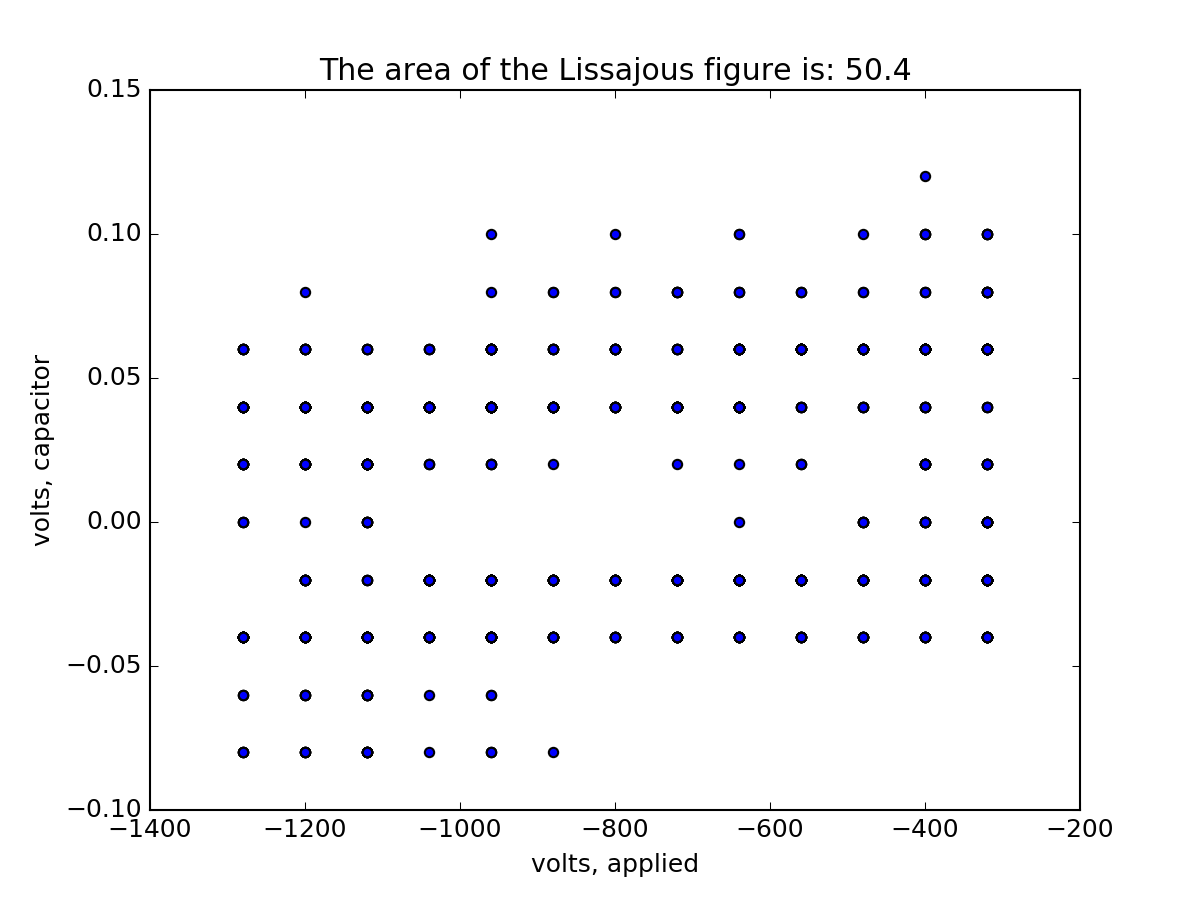 The area of the Lissajous figure is: 50.4
0.15
0.10
0.05
0.00
−0.05
−0.10
−1400 −1200 −1000 −800 −600 −400 −200
volts, capacitor
volts, applied